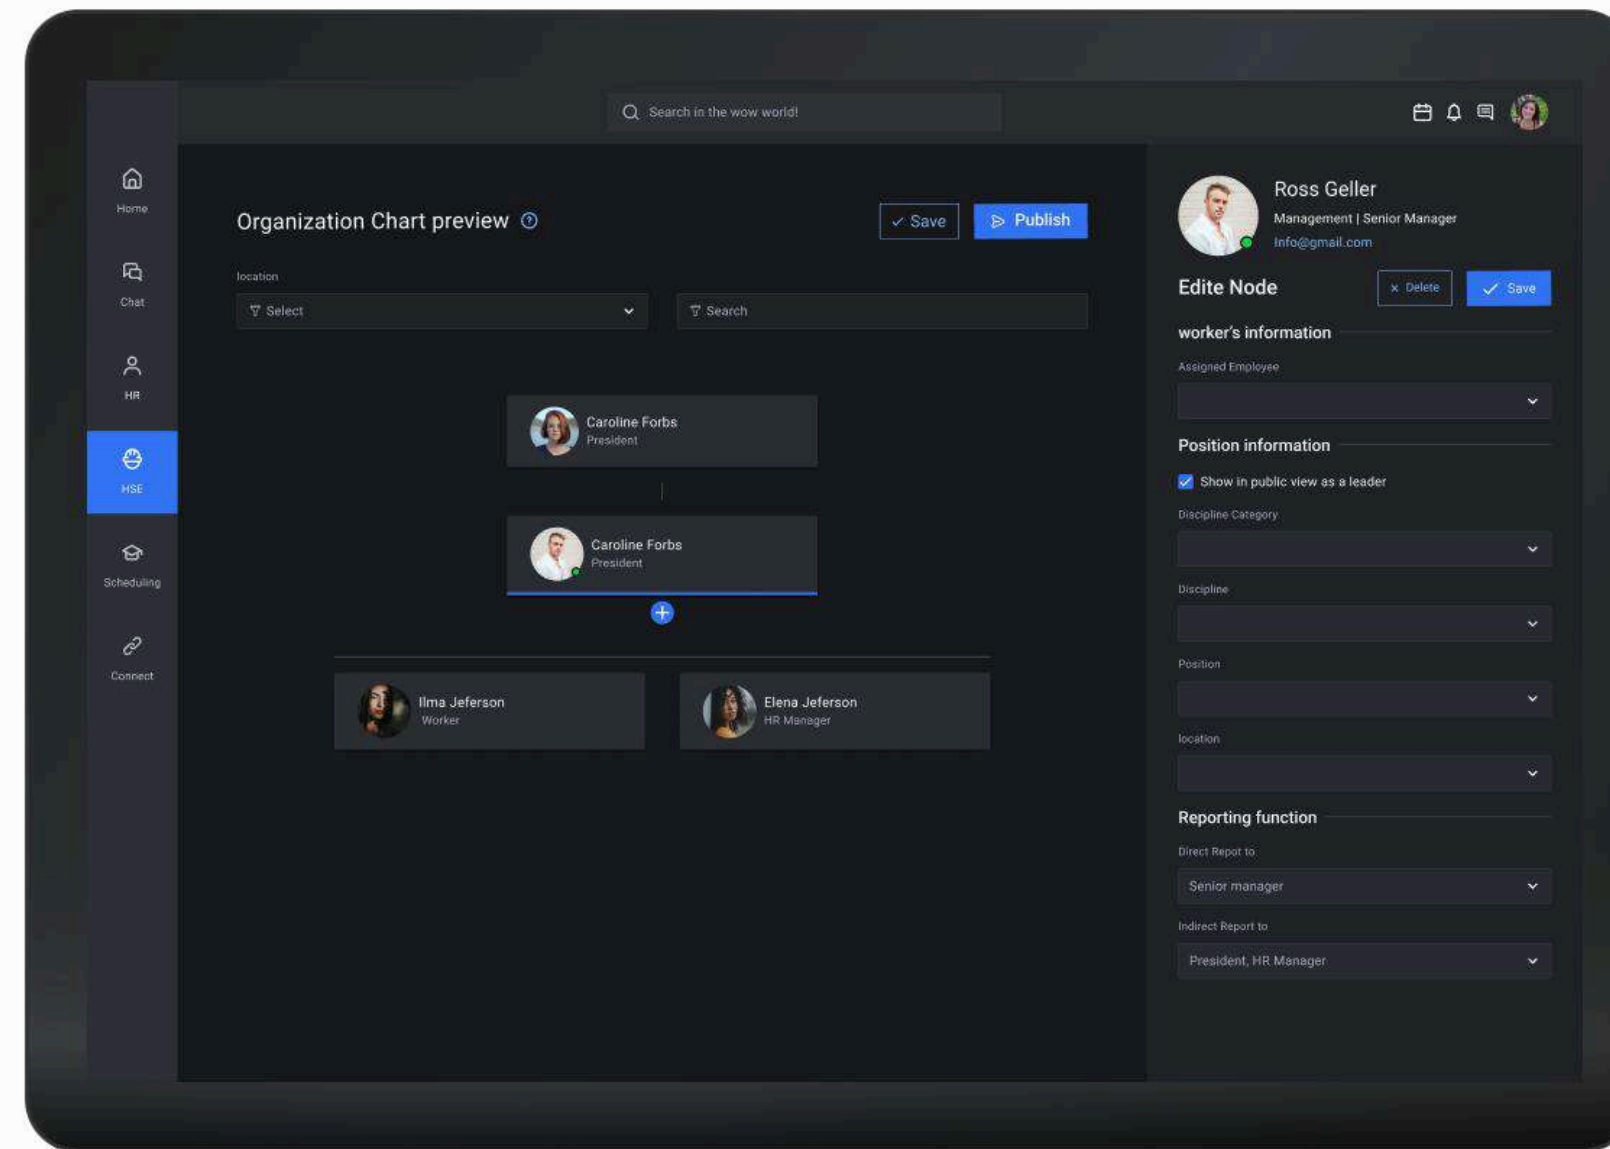 Search in the wow world!
Home
Chat
HR
HSE
Scheduling
Connect
Organization Chart preview
Save
Publish
location
Select
Search
Caroline Forbs
President
Caroline Forbs
President
Ilma Jeferson
Worker
Elena Jeferson
HR Manager
Ross Geller
Management | Senior Manager
Info@gmail.com
Edite Node
Delete
Save
worker's information
Assigned Employee
Position information
Show in public view as a leader
Discipline Category
Discipline
Position
location
Reporting function
Direct Repot to
Senior manager
Indirect Report to
President, HR Manager